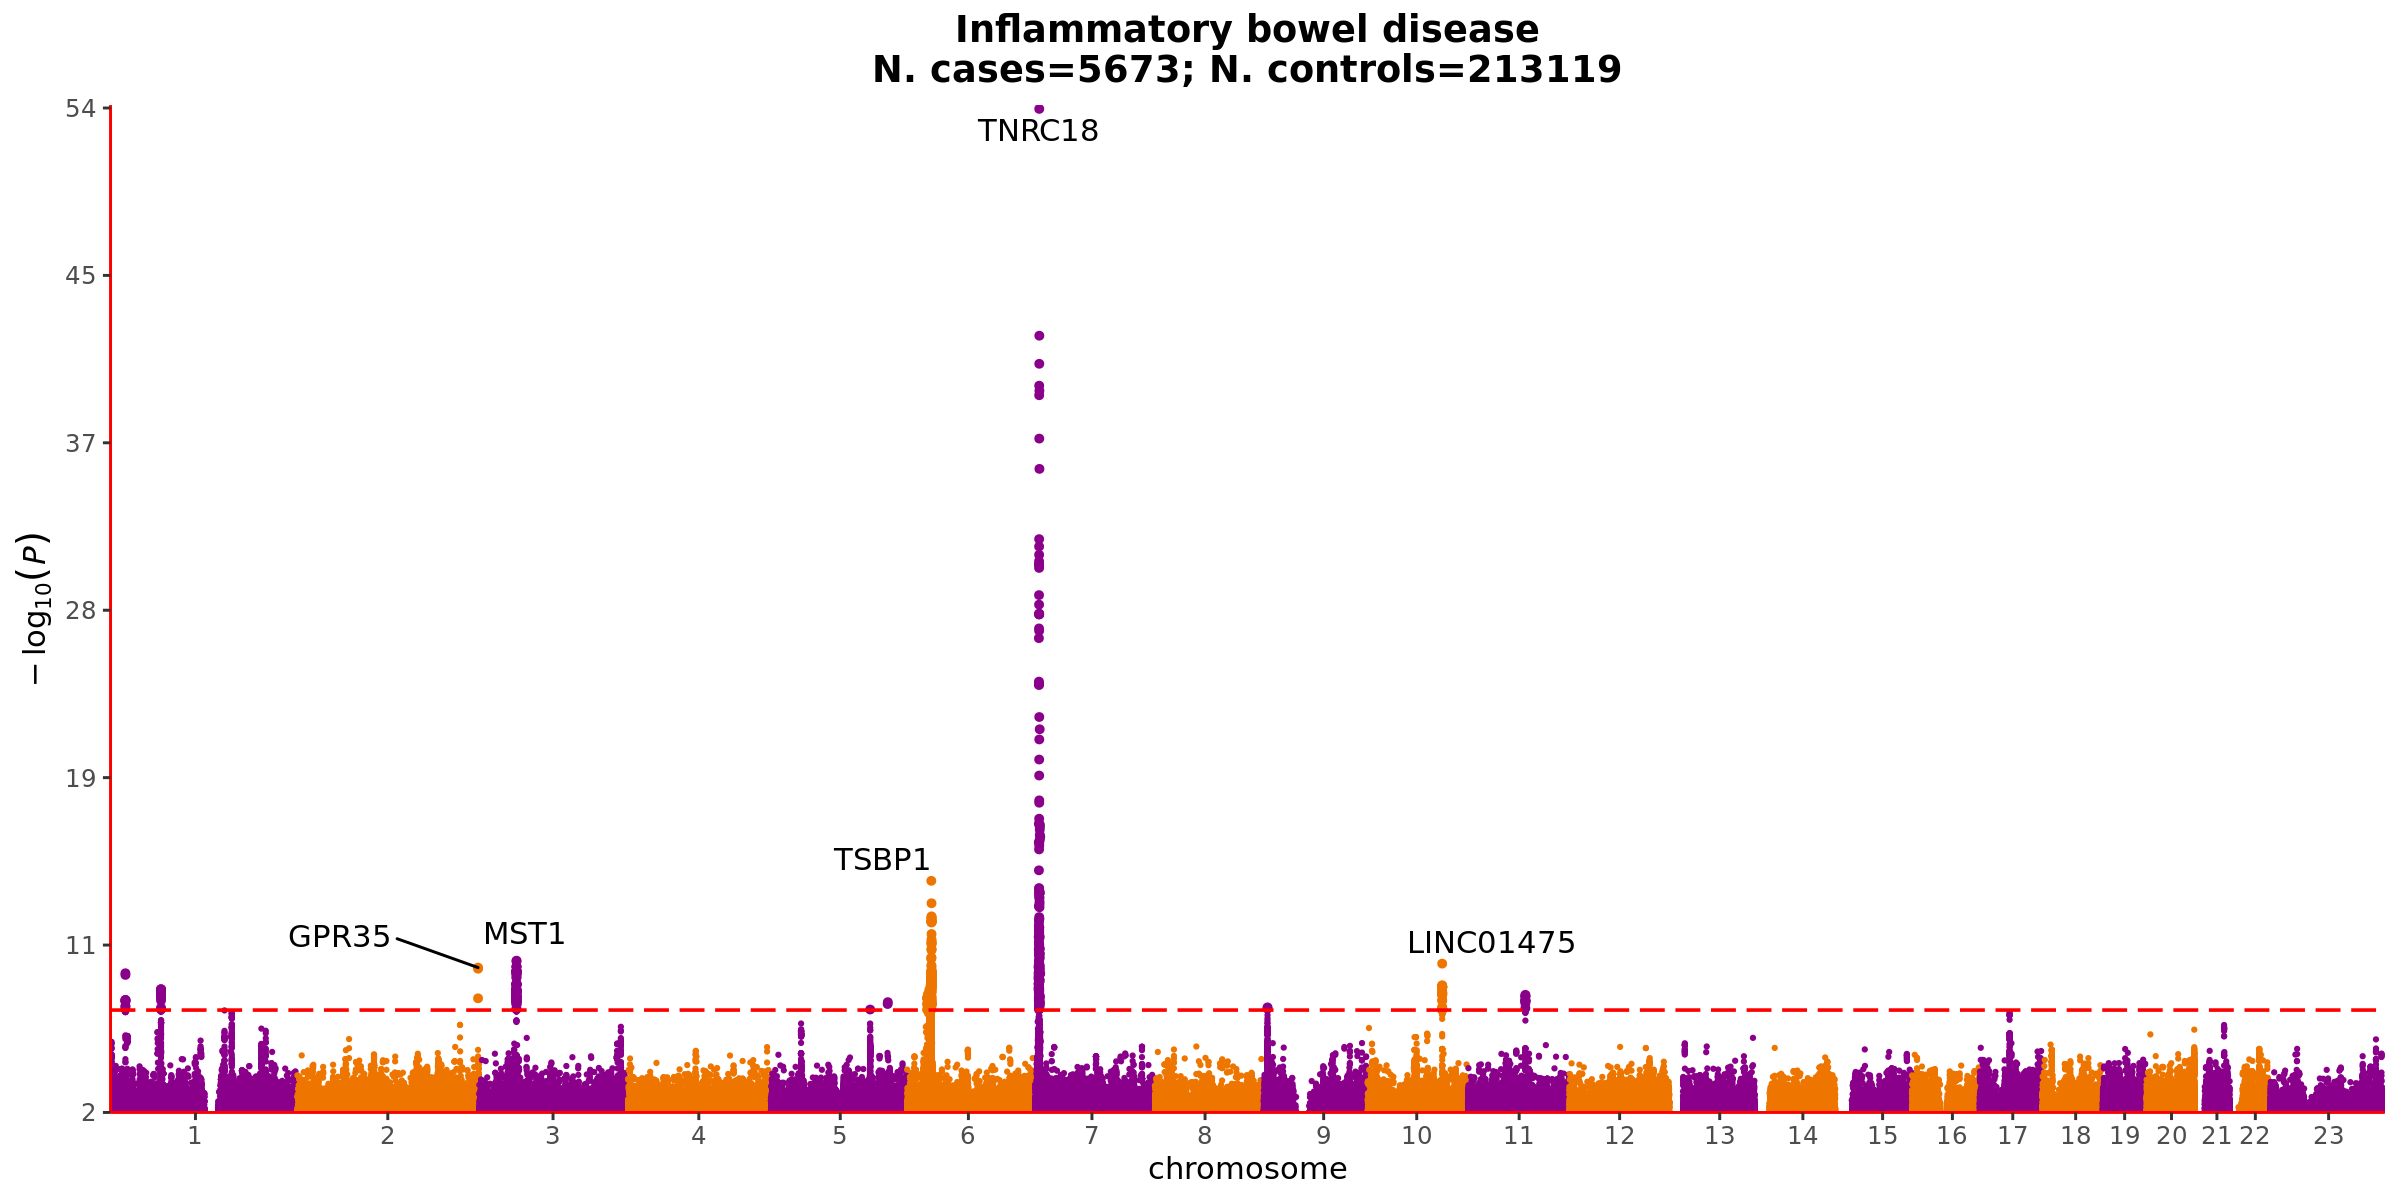 Inflammatory bowel disease
N. cases=5673; N. controls=213119
54
TNRC18
45
37
28
19
11
2
− log10(P)
TSBP1
GPR35
MST1
LINC01475
1 2 3 4 5 6 7 8 9 10 11 12 13 14 15 16 17 18 19 20 21 22 23
chromosome